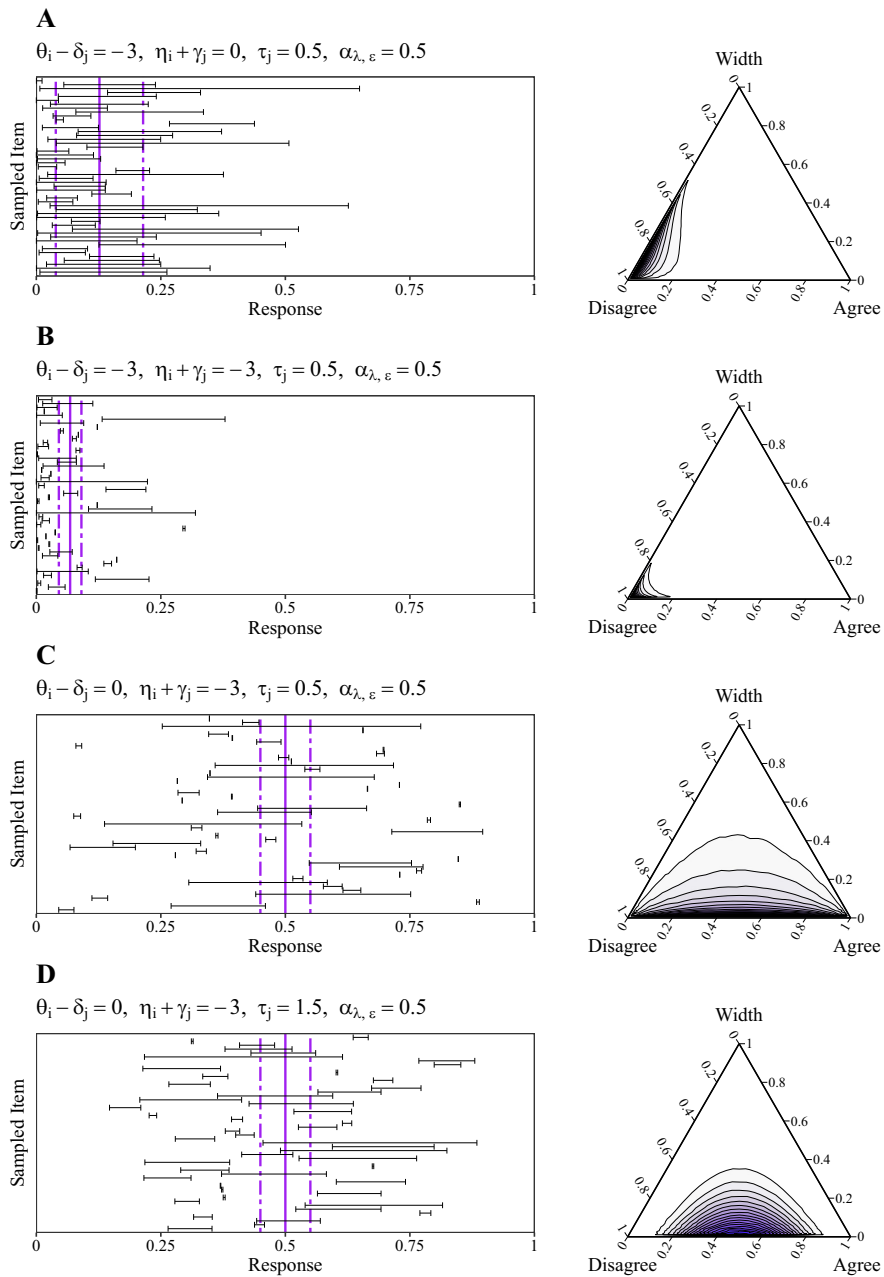 A
θi − δj = −3, ηi + γj = 0, τj = 0.5, αλ, ε = 0.5
Sampled Item
0 0.25 0.5 0.75 1
Response
Width
0 0.2 0.4 0.6 0.8 1
1 0.8 0.6 0.4 0.2 0
1 0.2 0.4 0.6 0.8 1
Disagree Agree
B
θi − δj = −3, ηi + γj = −3, τj = 0.5, αλ, ε = 0.5
Sampled Item
0 0.25 0.5 0.75 1
Response
Width
0 0.2 0.4 0.6 0.8 1
1 0.8 0.6 0.4 0.2 0
0 0.2 0.4 0.6 0.8 1
Disagree Agree
C
θi − δj = 0, ηi + γj = −3, τj = 0.5, αλ, ε = 0.5
Sampled Item
0 0.25 0.5 0.75 1
Response
Width
0 0.2 0.4 0.6 0.8 1
1 0.8 0.6 0.4 0.2 0
0 0.2 0.4 0.6 0.8 1
Disagree Agree
D
θi − δj = 0, ηi + γj = −3, τj = 1.5, αλ, ε = 0.5
Sampled Item
0 0.25 0.5 0.75 1
Response
Width
0 0.2 0.4 0.6 0.8 1
1 0.8 0.6 0.4 0.2 0
0 0.2 0.4 0.6 0.8 1
Disagree Agree